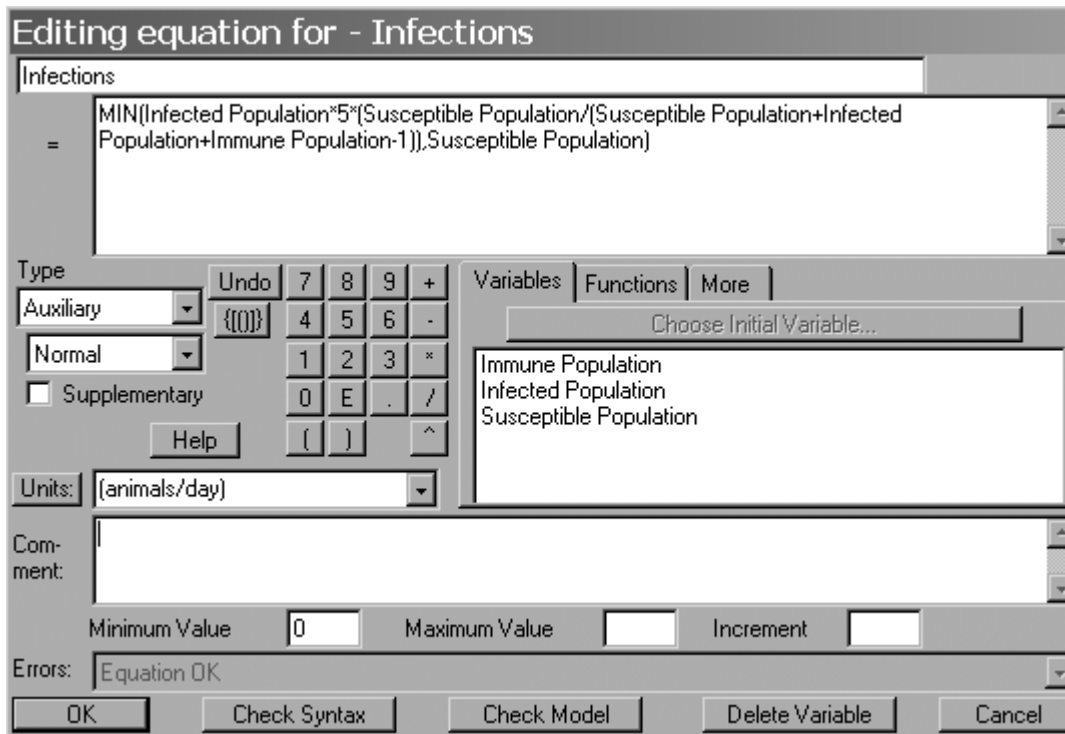 Editing equation for - Infections
Infections
=
MIN(Infected Population*5*(Susceptible Population/(Susceptible Population+Infected
Population+Immune Population-1)),Susceptible Population)
Type
Auxiliary
Normal
Supplementary
Help
Undo
{[()]}
7 8 9 +
4 5 6 -
1 2 3 *
0 E . /
( ) ^
Variables Functions More
Choose Initial Variable...
Immune Population
Infected Population
Susceptible Population
Units: (animals/day)
Com-
ment:
Minimum Value 0 Maximum Value Increment
Errors: Equation OK
OK Check Syntax Check Model Delete Variable Cancel